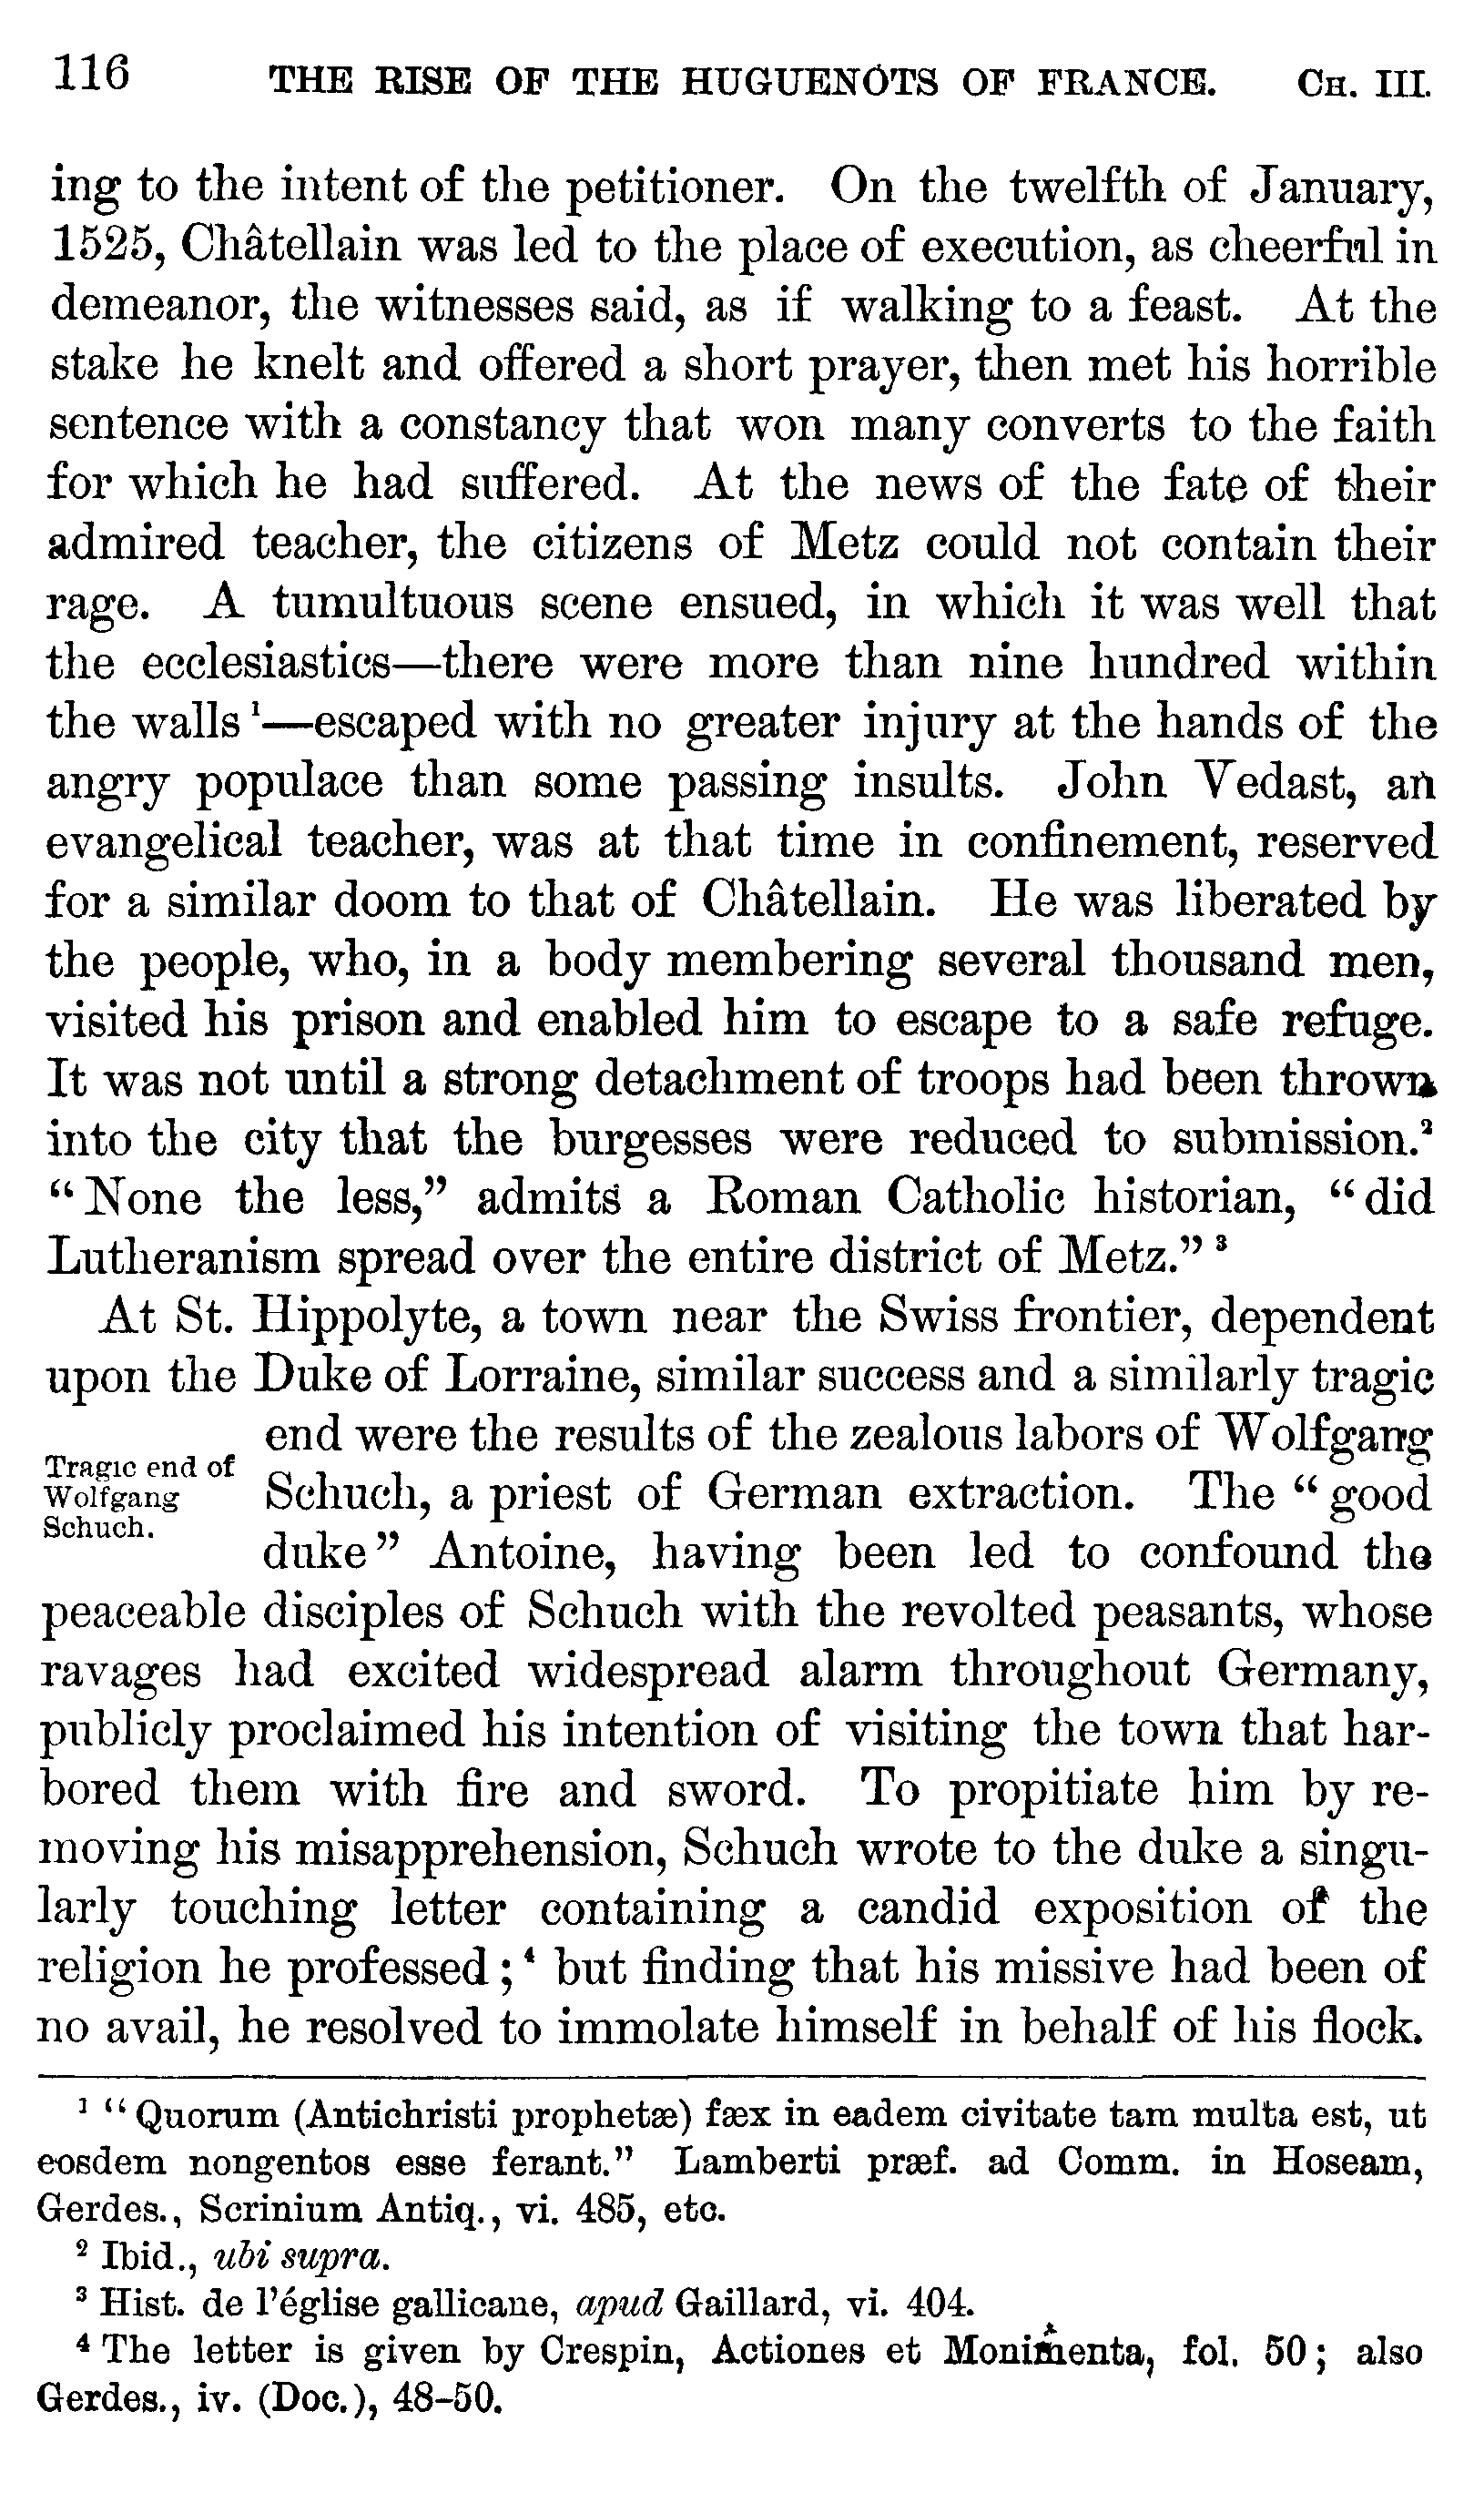 116 THE RISE OF THE HUGUENOTS OF FRANCE. CH. III.
ing to the intent of the petitioner. On the twelfth of January,
1525, Châtellain was led to the place of execution, as cheerful in
demeanor, the witnesses said, as if walking to a feast. At the
stake he knelt and offered a short prayer, then met his horrible
sentence with a constancy that won many converts to the faith
for which he had suffered. At the news of the fate of their
admired teacher, the citizens of Metz could not contain their
rage. A tumultuous scene ensued, in which it was well that
the ecclesiastics—there were more than nine hundred within
the walls ¹—escaped with no greater injury at the hands of the
angry populace than some passing insults. John Vedast, an
evangelical teacher, was at that time in confinement, reserved
for a similar doom to that of Châtellain. He was liberated by
the people, who, in a body membering several thousand men,
visited his prison and enabled him to escape to a safe refuge.
It was not until a strong detachment of troops had been thrown
into the city that the burgesses were reduced to submission.²
“None the less,” admits a Roman Catholic historian, “did
Lutheranism spread over the entire district of Metz.” ³
At St. Hippolyte, a town near the Swiss frontier, dependent
upon the Duke of Lorraine, similar success and a similarly tragic
Tragic end of
Wolfgang
Schuch.
end were the results of the zealous labors of Wolfgang
Schuch, a priest of German extraction. The “good
duke” Antoine, having been led to confound the
peaceable disciples of Schuch with the revolted peasants, whose
ravages had excited widespread alarm throughout Germany,
publicly proclaimed his intention of visiting the town that har-
bored them with fire and sword. To propitiate him by re-
moving his misapprehension, Schuch wrote to the duke a singu-
larly touching letter containing a candid exposition of the
religion he professed; ⁴ but finding that his missive had been of
no avail, he resolved to immolate himself in behalf of his flock.
¹ “Quorum (Antichristi prophetæ) fæx in eadem civitate tam multa est, ut
eosdem nongentos esse ferant.” Lamberti præf. ad Comm. in Hoseam,
Gerdes., Scrinium Antiq., vi. 485, etc.
² Ibid., ubi supra.
³ Hist. de l’église gallicane, apud Gaillard, vi. 404.
⁴ The letter is given by Crespin, Actiones et Monimenta, fol. 50; also
Gerdes., iv. (Doc.), 48–50.